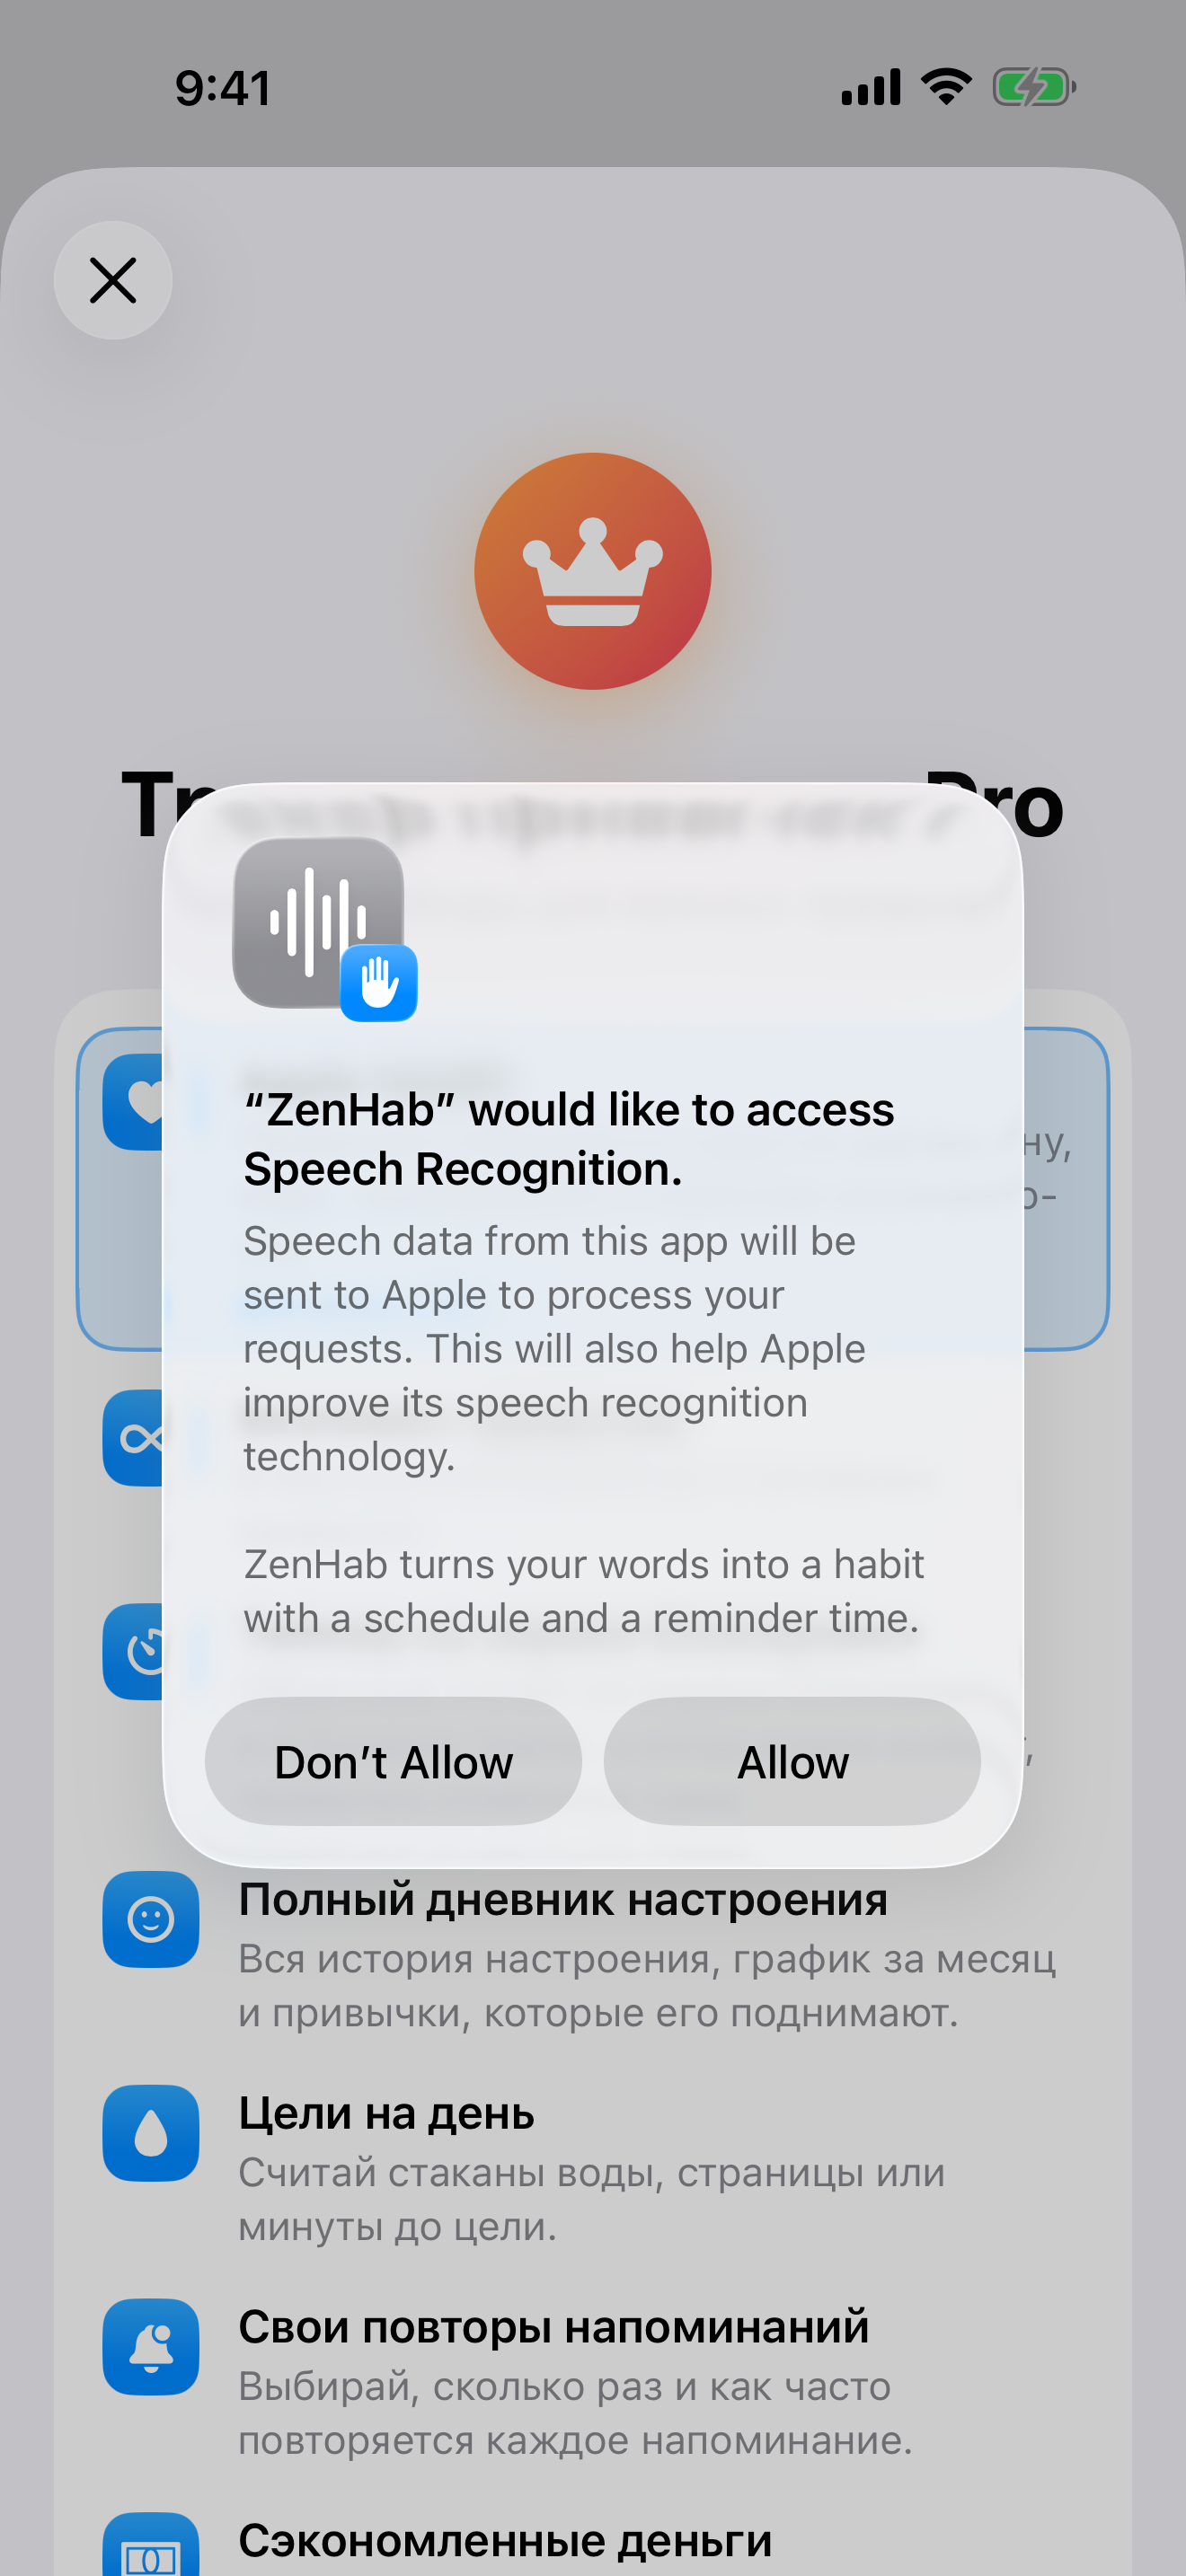 9:41
“ZenHab” would like to access
Speech Recognition.
Speech data from this app will be
sent to Apple to process your
requests. This will also help Apple
improve its speech recognition
technology.
ZenHab turns your words into a habit
with a schedule and a reminder time.
Don’t Allow
Allow
Полный дневник настроения
Вся история настроения, график за месяц
и привычки, которые его поднимают.
Цели на день
Считай стаканы воды, страницы или
минуты до цели.
Свои повторы напоминаний
Выбирай, сколько раз и как часто
повторяется каждое напоминание.
Сэкономленные деньги